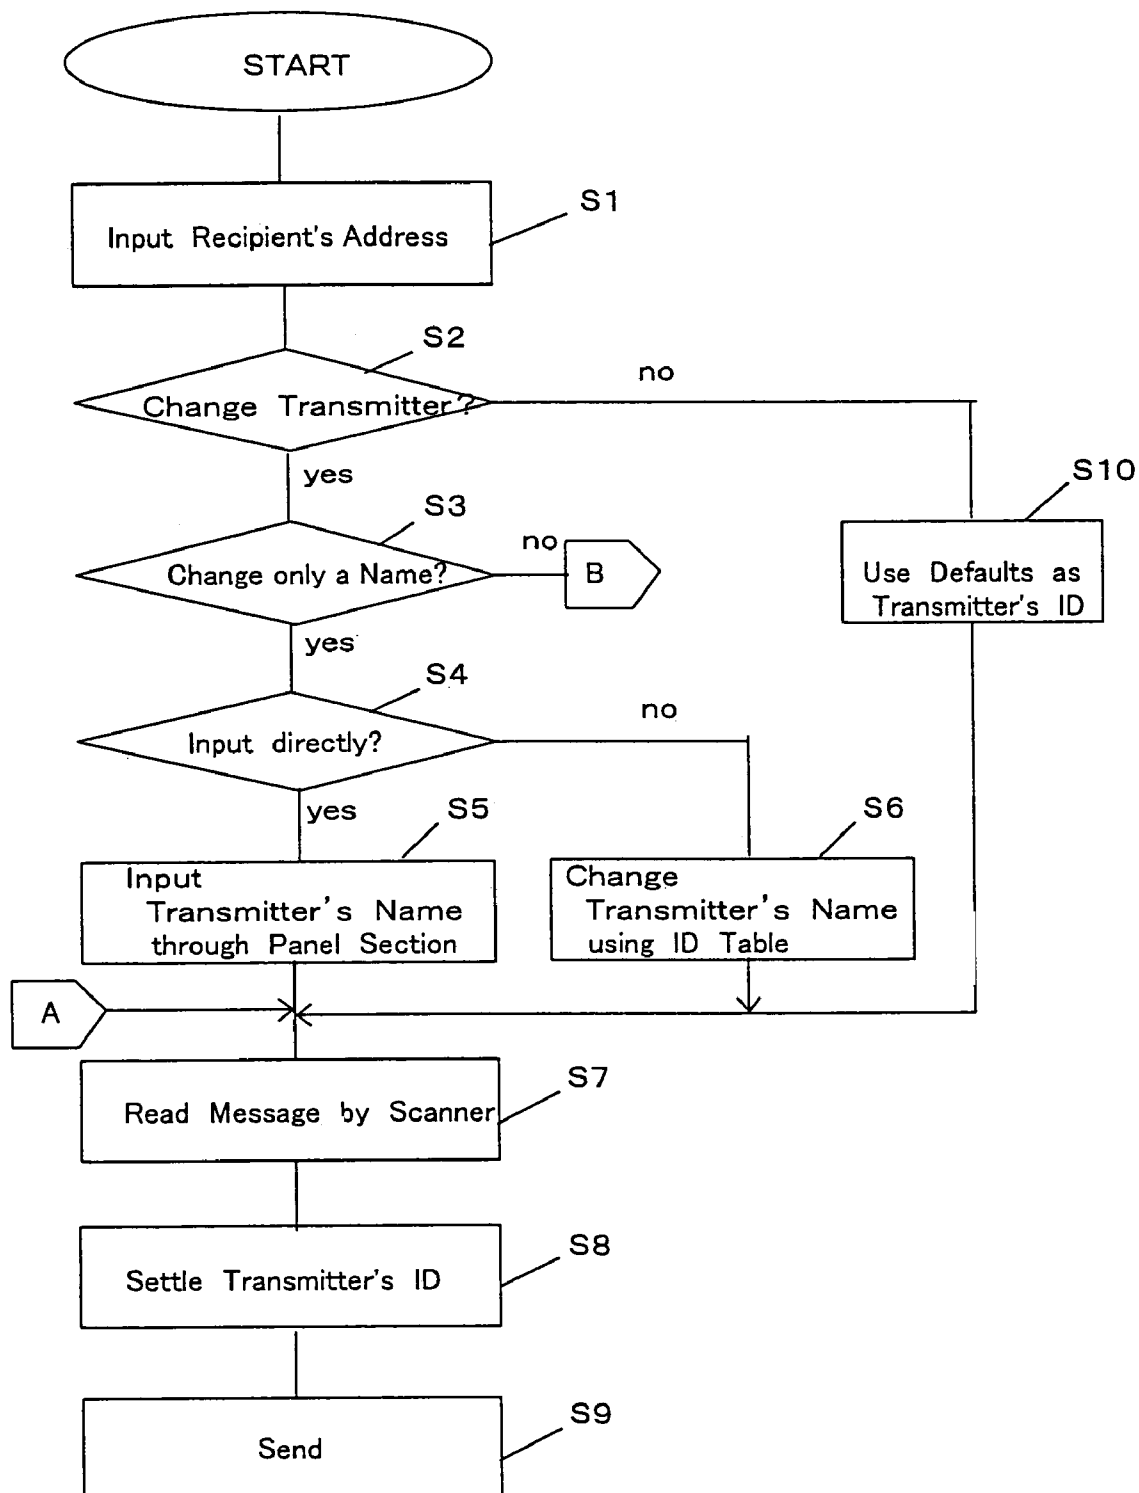 START
S1
Input Recipient's Address
S2
no
Change Transmitter?
yes
S10
S3
no
Change only a Name?
B
Use Defaults as
Transmitter's ID
yes
S4
no
Input directly?
yes
S5
S6
Input
Transmitter's Name
through Panel Section
Change
Transmitter's Name
using ID Table
A
S7
Read Message by Scanner
S8
Settle Transmitter's ID
S9
Send